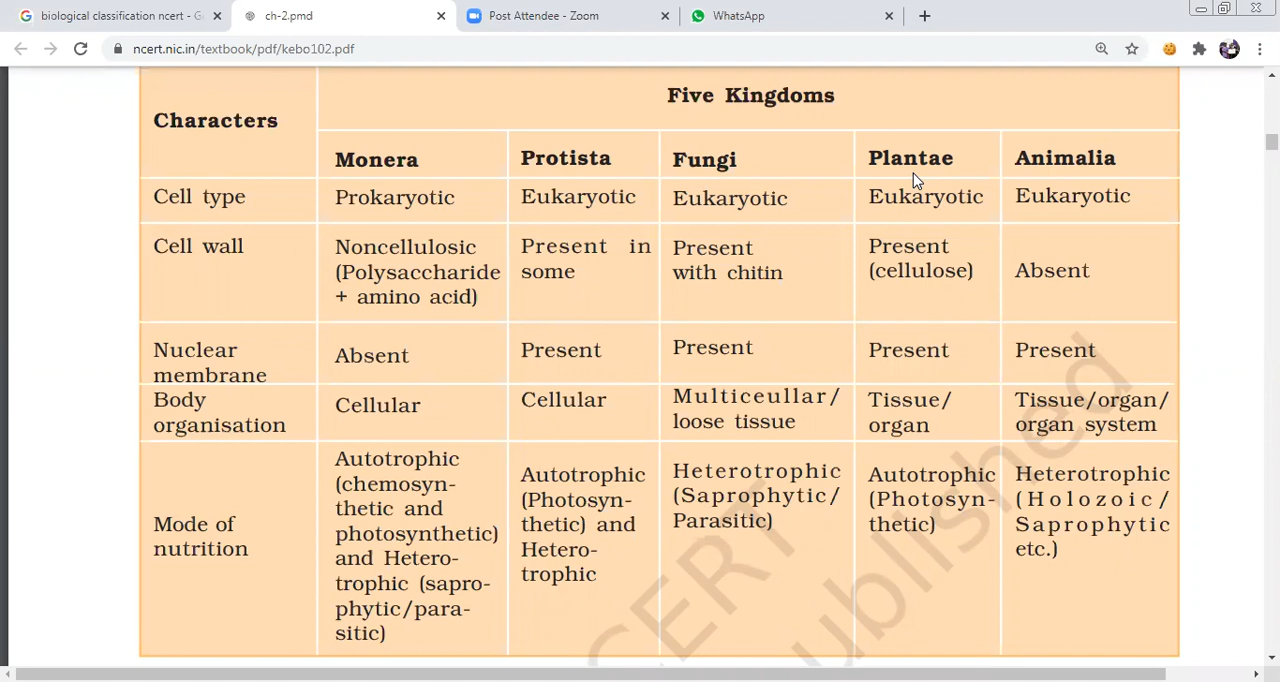 biological classification ncert - G
ch-2.pmd
Post Attendee - Zoom
WhatsApp
ncert.nic.in/textbook/pdf/kebo102.pdf
Characters
Five Kingdoms
Monera
Protista
Fungi
Plantae
Animalia
Cell type
Prokaryotic
Eukaryotic
Eukaryotic
Eukaryotic
Eukaryotic
Cell wall
Noncellulosic
(Polysaccharide
+ amino acid)
Present in
some
Present
with chitin
Present
(cellulose)
Absent
Nuclear
membrane
Absent
Present
Present
Present
Present
Body
organisation
Cellular
Cellular
Multiceullar/
loose tissue
Tissue/
organ
Tissue/organ/
organ system
Mode of
nutrition
Autotrophic
(chemosyn-
thetic and
photosynthetic)
and Hetero-
trophic (sapro-
phytic/para-
sitic)
Autotrophic
(Photosyn-
thetic) and
Hetero-
trophic
Heterotrophic
(Saprophytic/
Parasitic)
Autotrophic
(Photosyn-
thetic)
Heterotrophic
(Holozoic/
Saprophytic
etc.)
CERT
ublished